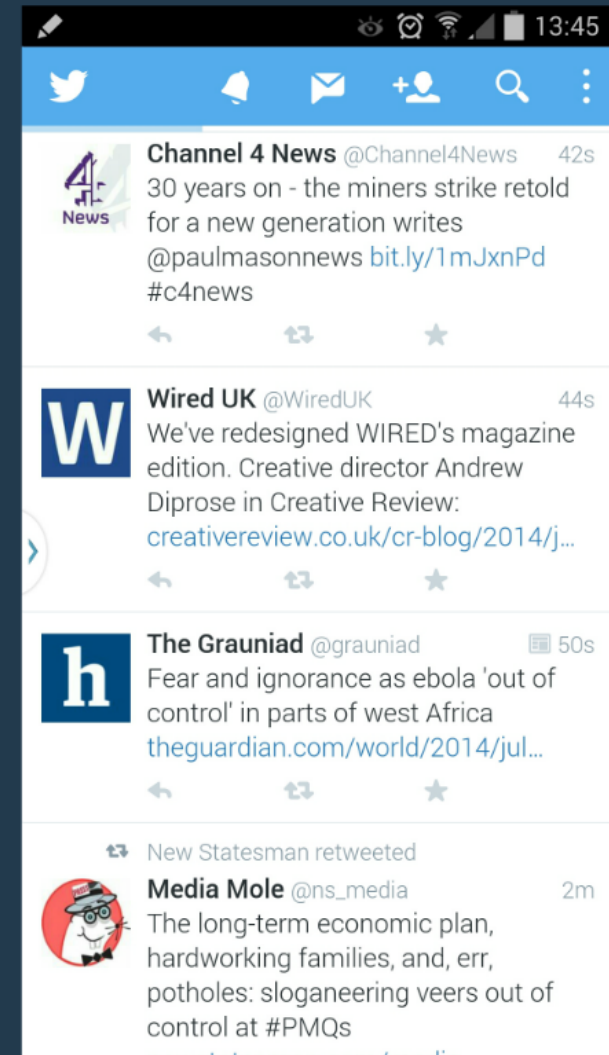 13:45
Channel 4 News @Channel4News 42s
News
30 years on - the miners strike retold
for a new generation writes
@paulmasonnews bit.ly/1mJxnPd
#c4news
Wired UK @WiredUK 44s
W
We've redesigned WIRED's magazine
edition. Creative director Andrew
Diprose in Creative Review:
creativereview.co.uk/cr-blog/2014/j...
The Grauniad @grauniad 50s
h
Fear and ignorance as ebola 'out of
control' in parts of west Africa
theguardian.com/world/2014/jul...
New Statesman retweeted
Media Mole @ns_media 2m
The long-term economic plan,
hardworking families, and, err,
potholes: sloganeering veers out of
control at #PMQs